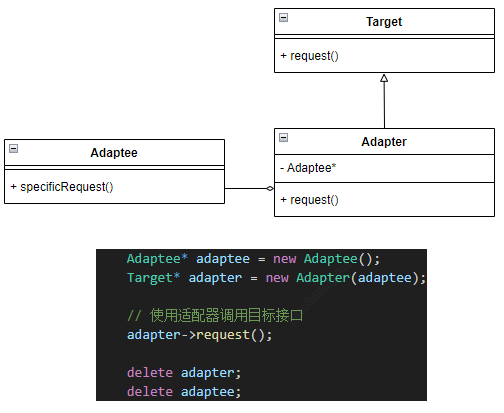 Target
+ request()
Adaptee
+ specificRequest()
Adapter
- Adaptee*
+ request()
Adaptee* adaptee = new Adaptee();
Target* adapter = new Adapter(adaptee);
// 使用适配器调用目标接口
adapter->request();
delete adapter;
delete adaptee;